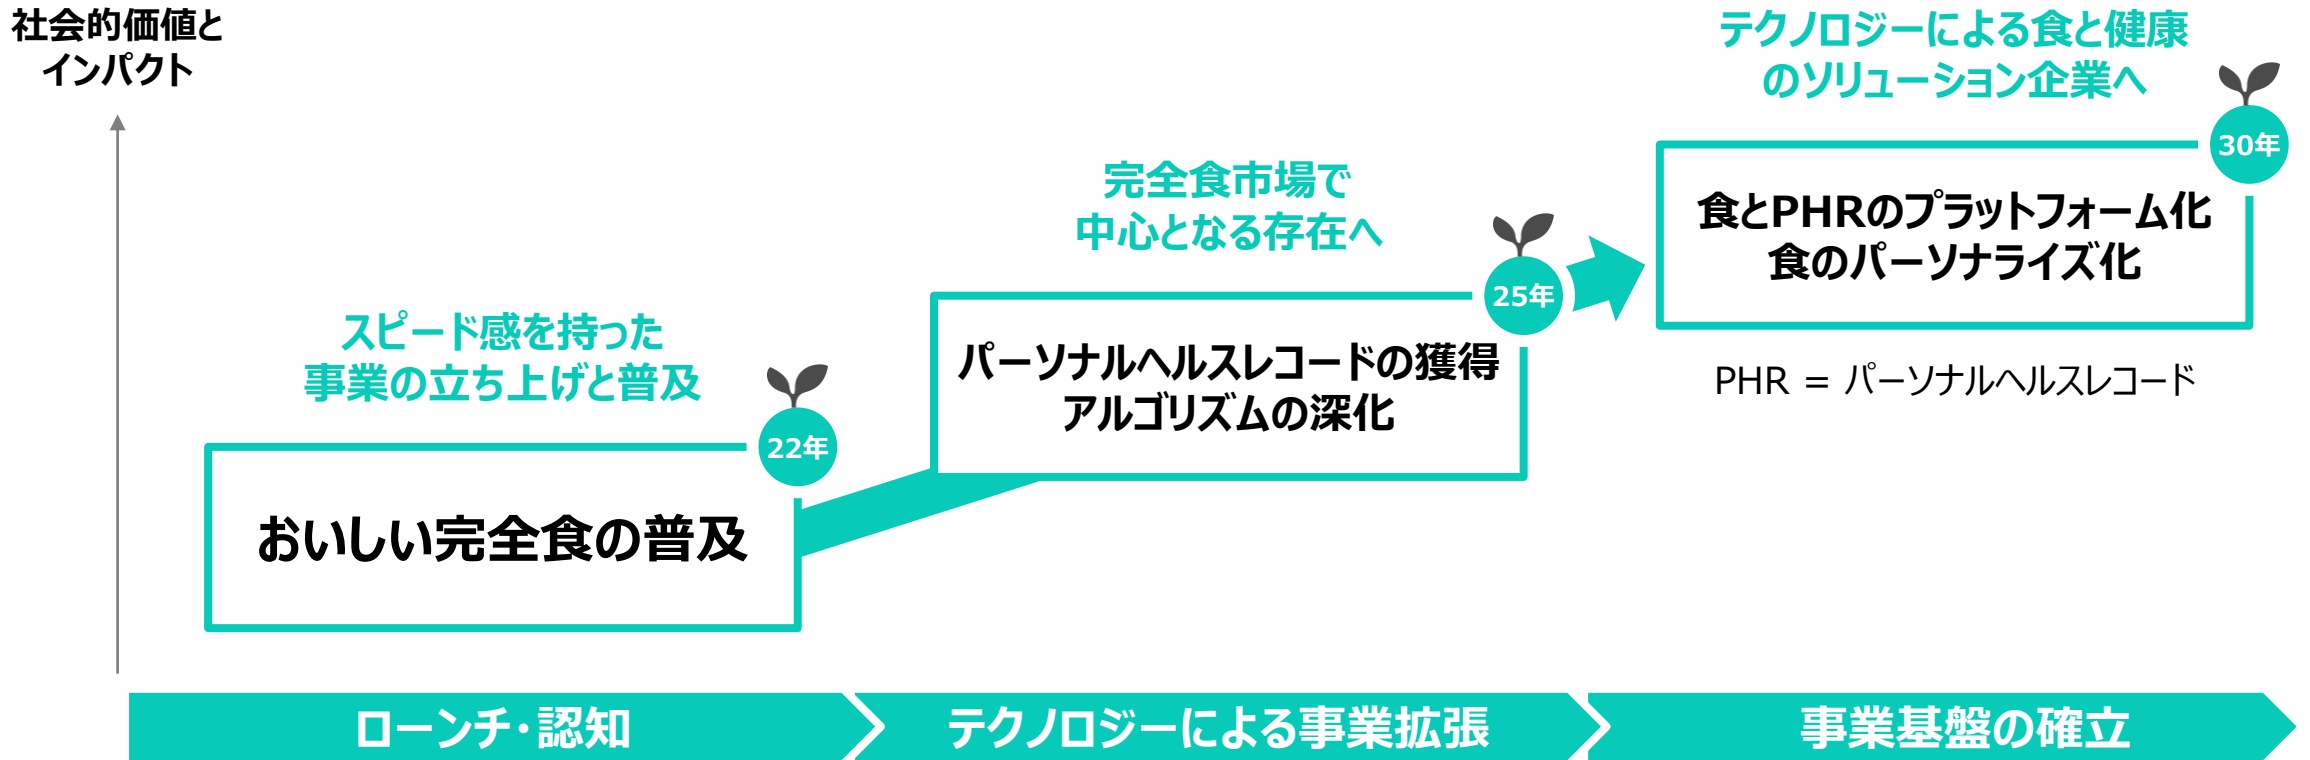 社会的価値と
インパクト
テクノロジーによる食と健康
のソリューション企業へ
30年
食とPHRのプラットフォーム化
食のパーソナライズ化
PHR = パーソナルヘルスレコード
完全食市場で
中心となる存在へ
25年
パーソナルヘルスレコードの獲得
アルゴリズムの深化
スピード感を持った
事業の立ち上げと普及
22年
おいしい完全食の普及
ローンチ・認知
テクノロジーによる事業拡張
事業基盤の確立